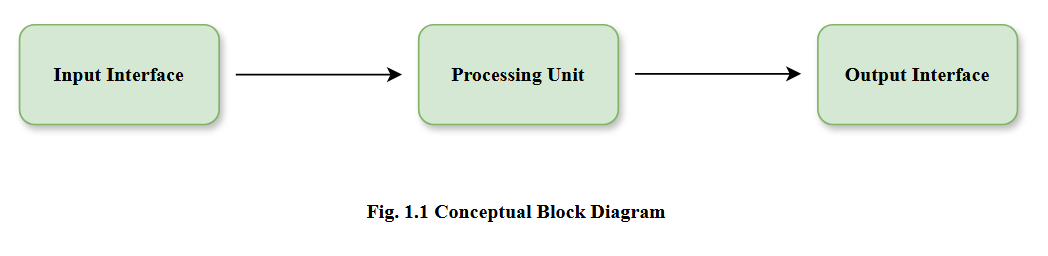 Input Interface
Processing Unit
Output Interface
Fig. 1.1 Conceptual Block Diagram